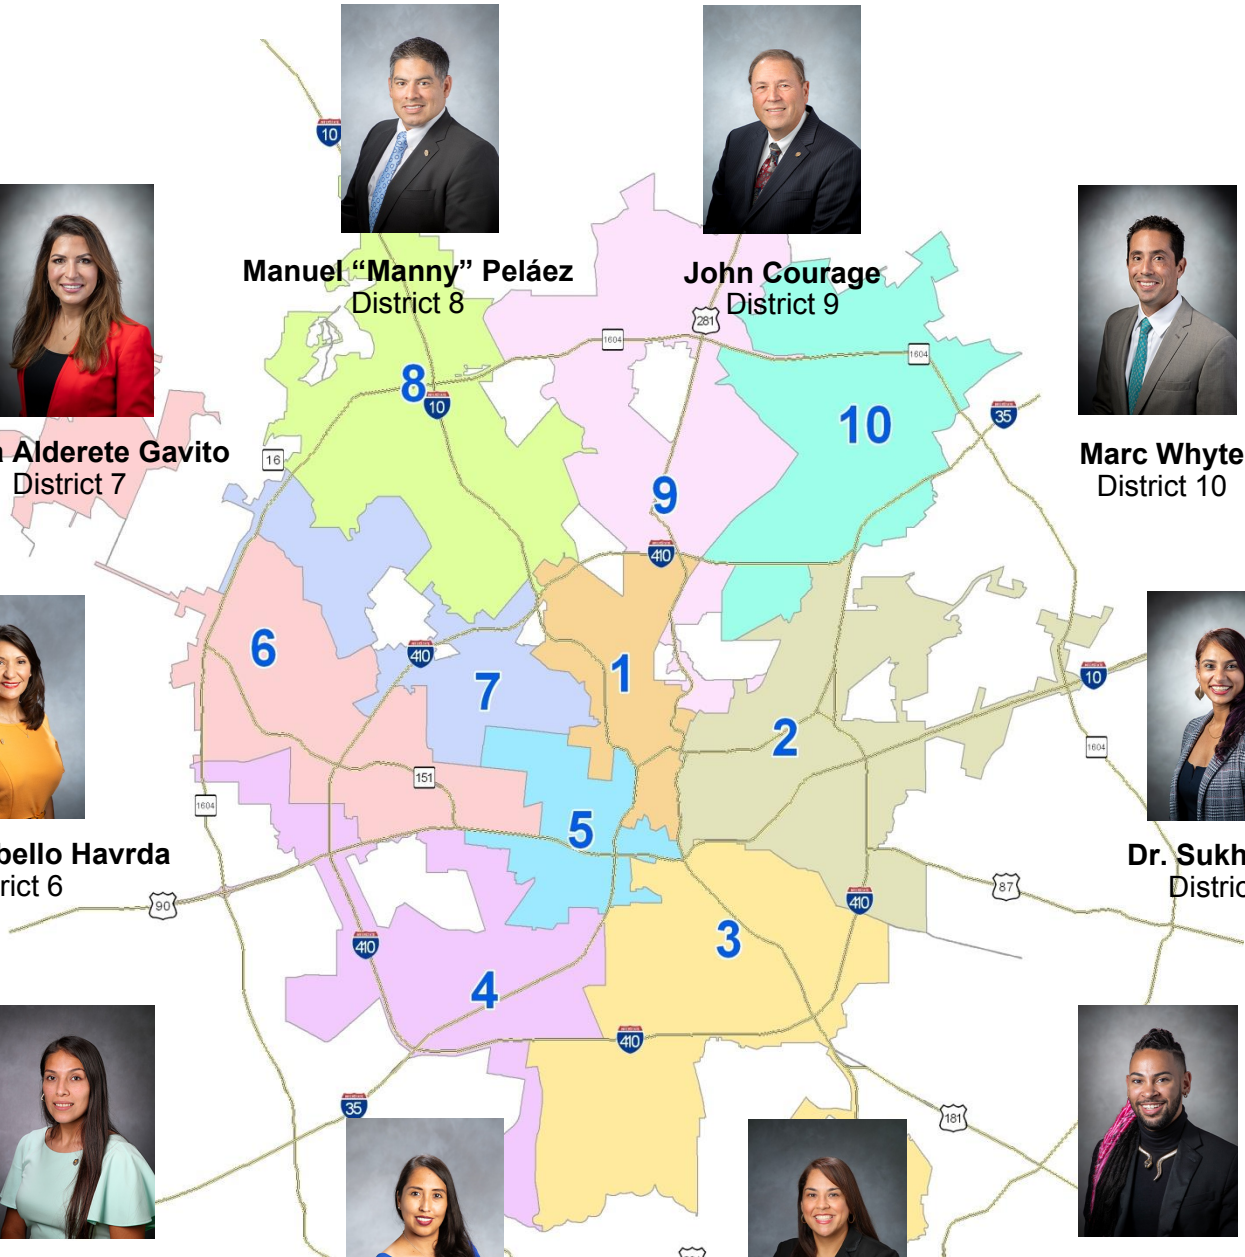 10
Manuel “Manny” Peláez
District 8
John Courage
District 9
281
1604
1604
8
10
10
35
Alderete Gavito
District 7
16
Marc Whyte
District 10
9
410
6
410
7
1
2
10
1604
151
1604
5
bello Havrda
rict 6
Dr. Sukh
Distric
90
87
410
410
3
4
410
35
181